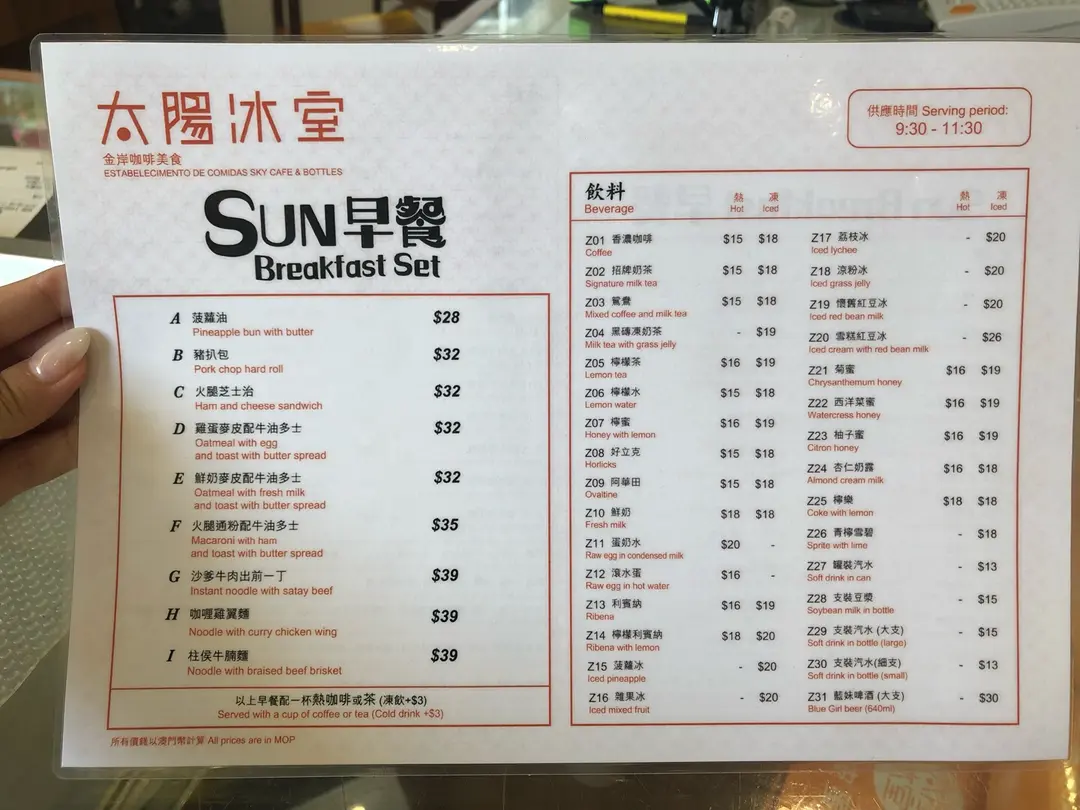 太陽冰室
金岸咖啡美食
ESTABELECIMENTO DE COMIDAS SKY CAFE & BOTTLES
供應時間 Serving period:
9:30 - 11:30
SUN早餐
Breakfast Set
A 菠蘿油 $28
Pineapple bun with butter
B 豬扒包 $32
Pork chop hard roll
C 火腿芝士治 $32
Ham and cheese sandwich
D 雞蛋麥皮配牛油多士 $32
Oatmeal with egg
and toast with butter spread
E 鮮奶麥皮配牛油多士 $32
Oatmeal with fresh milk
and toast with butter spread
F 火腿通粉配牛油多士 $35
Macaroni with ham
and toast with butter spread
G 沙爹牛肉出前一丁 $39
Instant noodle with satay beef
H 咖喱雞翼麵 $39
Noodle with curry chicken wing
I 柱侯牛腩麵 $39
Noodle with braised beef brisket
以上早餐配一杯熱咖啡或茶 (凍飲+$3)
Served with a cup of coffee or tea (Cold drink +$3)
所有價錢以澳門幣計算 All prices are in MOP
飲料 熱 凍
Beverage Hot Iced
Z01 香濃咖啡 $15 $18
Coffee
Z02 招牌奶茶 $15 $18
Signature milk tea
Z03 鴛鴦 $15 $18
Mixed coffee and milk tea
Z04 黑磚凍奶茶 - $19
Milk tea with grass jelly
Z05 檸檬茶 $16 $19
Lemon tea
Z06 檸檬水 $15 $18
Lemon water
Z07 檸蜜 $16 $19
Honey with lemon
Z08 好立克 $15 $18
Horlicks
Z09 阿華田 $15 $18
Ovaltine
Z10 鮮奶 $18 $18
Fresh milk
Z11 蛋奶水 $20 -
Raw egg in condensed milk
Z12 滾水蛋 $16 -
Raw egg in hot water
Z13 利賓納 $16 $19
Ribena
Z14 檸檬利賓納 $18 $20
Ribena with lemon
Z15 菠蘿冰 - $20
Iced pineapple
Z16 雜果冰 - $20
Iced mixed fruit
熱 凍
Hot Iced
Z17 荔枝冰 - $20
Iced lychee
Z18 涼粉冰 - $20
Iced grass jelly
Z19 懷舊紅豆冰 - $20
Iced red bean milk
Z20 雪糕紅豆冰 - $26
Iced cream with red bean milk
Z21 菊蜜 $16 $19
Chrysanthemum honey
Z22 西洋菜蜜 $16 $19
Watercress honey
Z23 柚子蜜 $16 $19
Citron honey
Z24 杏仁奶露 $16 $18
Almond cream milk
Z25 檸樂 $18 $18
Coke with lemon
Z26 青檸雪碧 - $18
Sprite with lime
Z27 罐裝汽水 - $13
Soft drink in can
Z28 支裝豆漿 - $15
Soybean milk in bottle
Z29 支裝汽水 (大支) - $15
Soft drink in bottle (large)
Z30 支裝汽水(細支) - $13
Soft drink in bottle (small)
Z31 藍妹啤酒 (大支) - $30
Blue Girl beer (640ml)